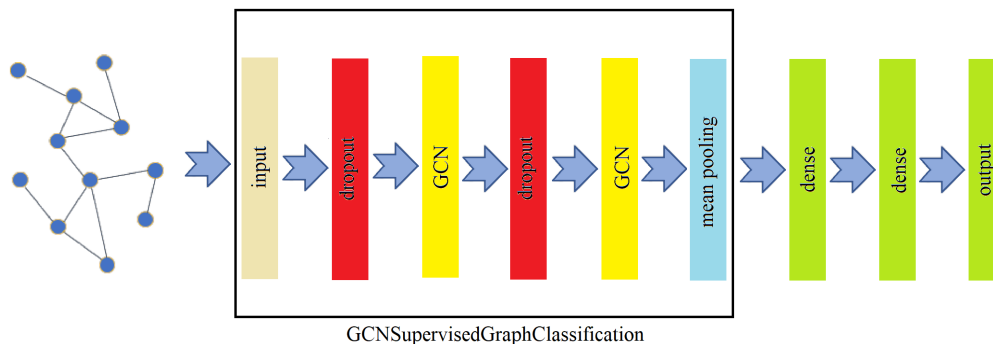 input
dropout
GCN
dropout
GCN
mean pooling
dense
dense
output
GCNSupervisedGraphClassification